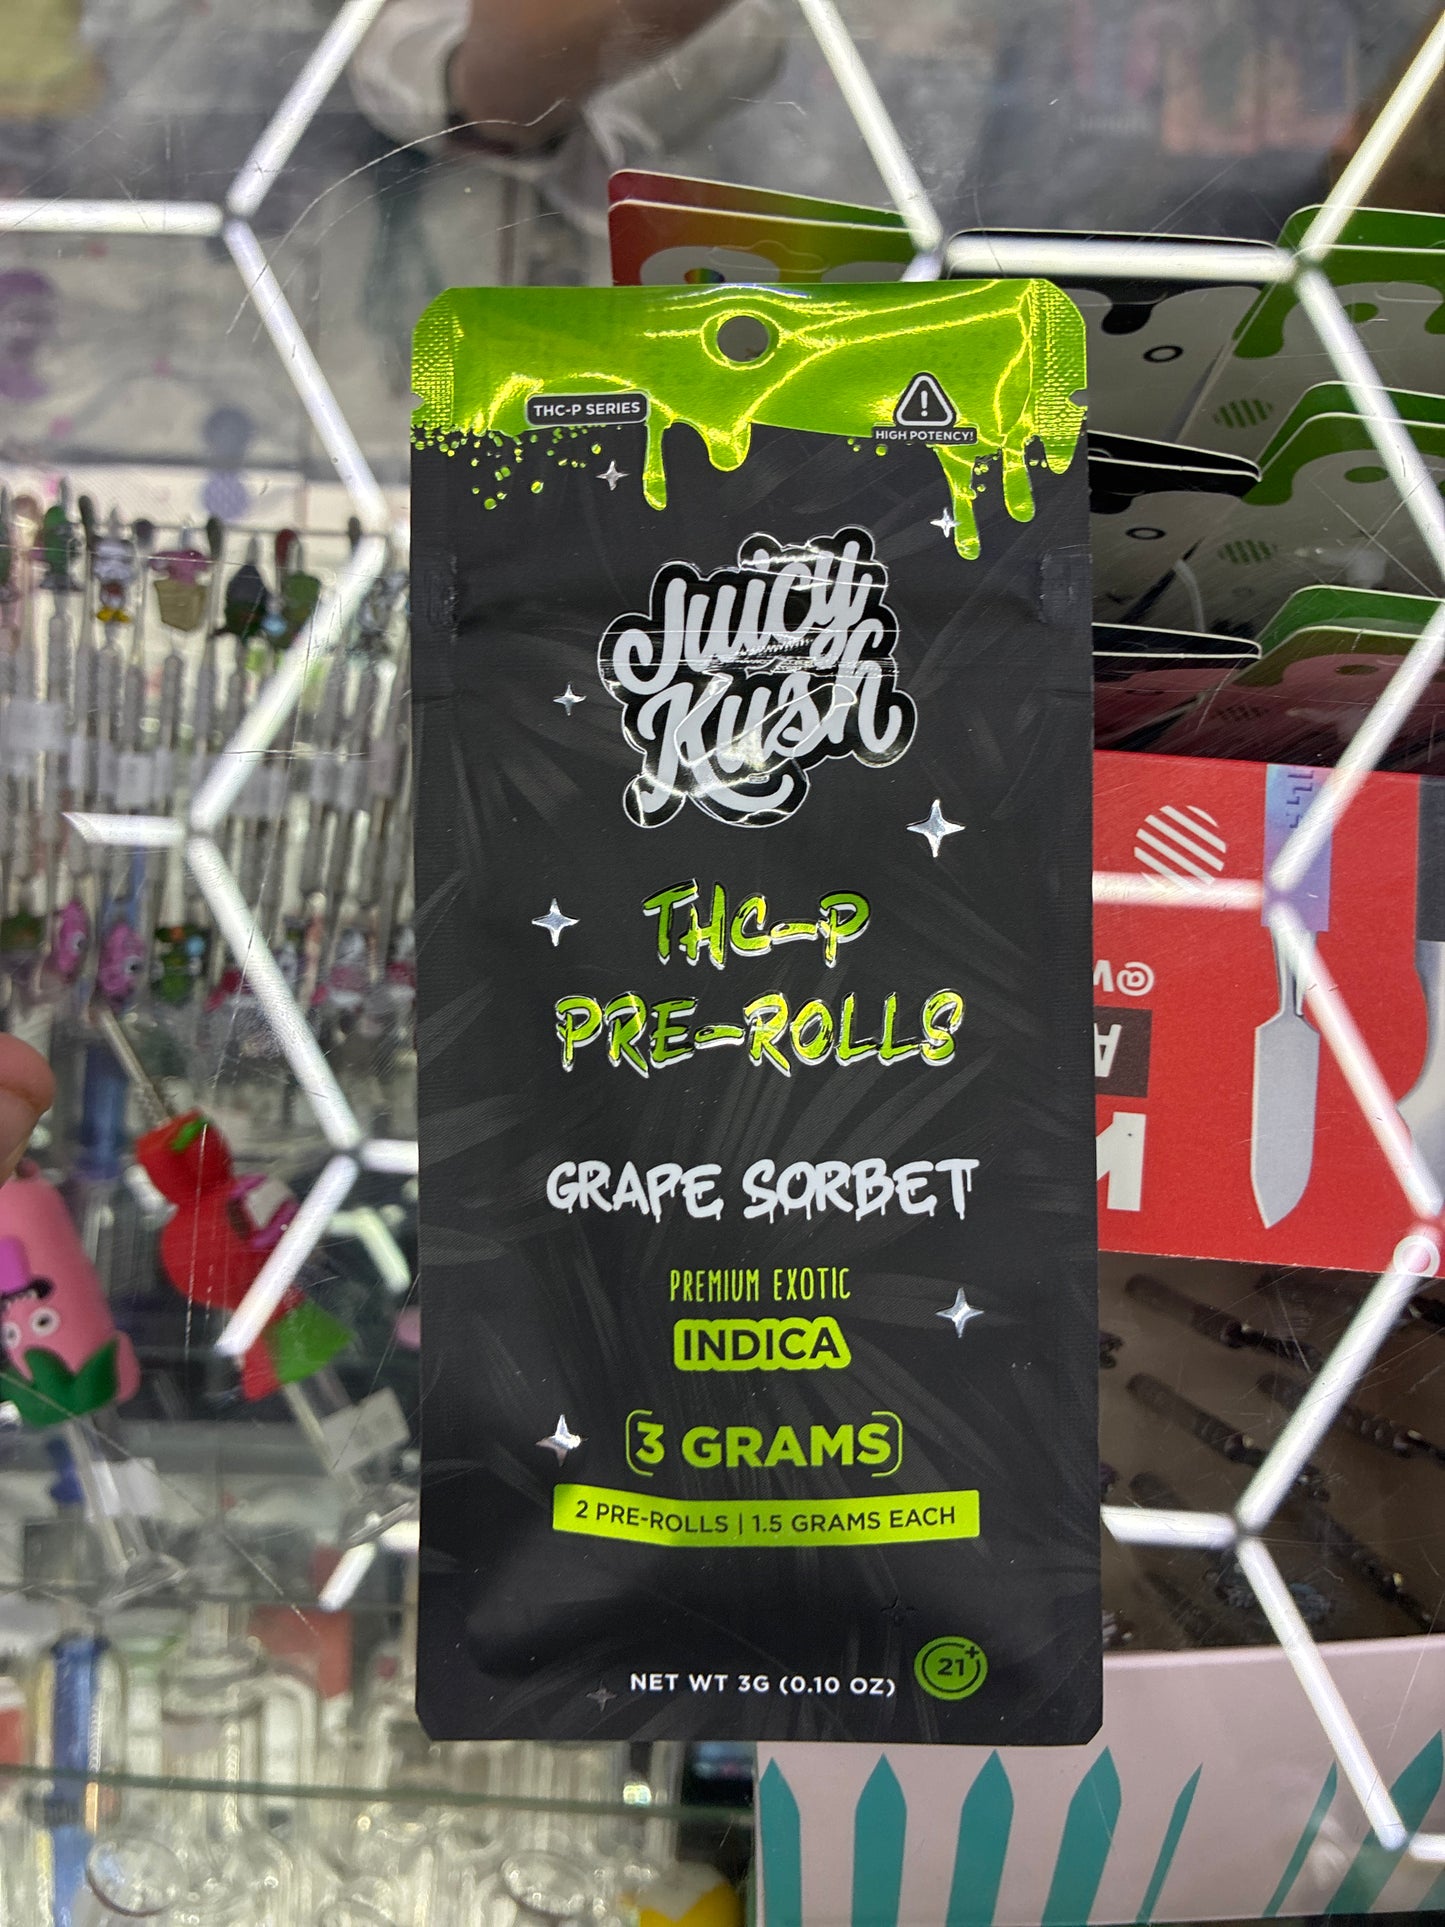 THC-P SERIES
!
HIGH POTENCY!
Juicy
Kush
THC-P
PRE-ROLLS
GRAPE SORBET
PREMIUM EXOTIC
INDICA
3 GRAMS
2 PRE-ROLLS | 1.5 GRAMS EACH
NET WT 3G (0.10 OZ)
21+